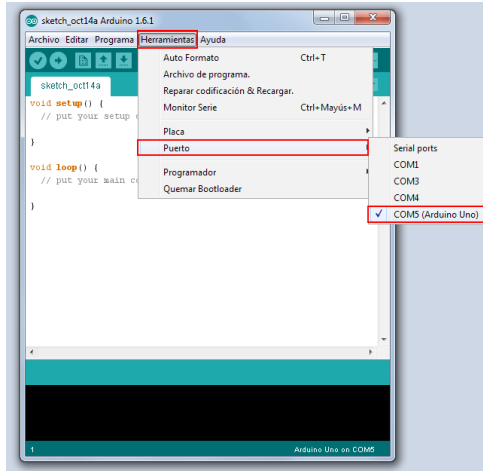 sketch_oct14a Arduino 1.6.1
Archivo Editar Programa Herramientas Ayuda
sketch_oct14a
void setup() {
// put your setup
}
void loop() {
// put your main
}
Auto Formato Ctrl+T
Archivo de programa.
Reparar codificación & Recargar.
Monitor Serie Ctrl+Mayús+M
Placa
Puerto
Programador
Quemar Bootloader
Serial ports
COM1
COM3
COM4
COM5 (Arduino Uno)
1 Arduino Uno on COM5